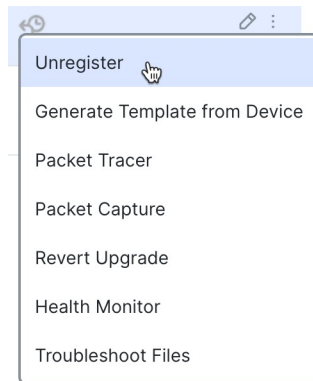 Unregister
Generate Template from Device
Packet Tracer
Packet Capture
Revert Upgrade
Health Monitor
Troubleshoot Files